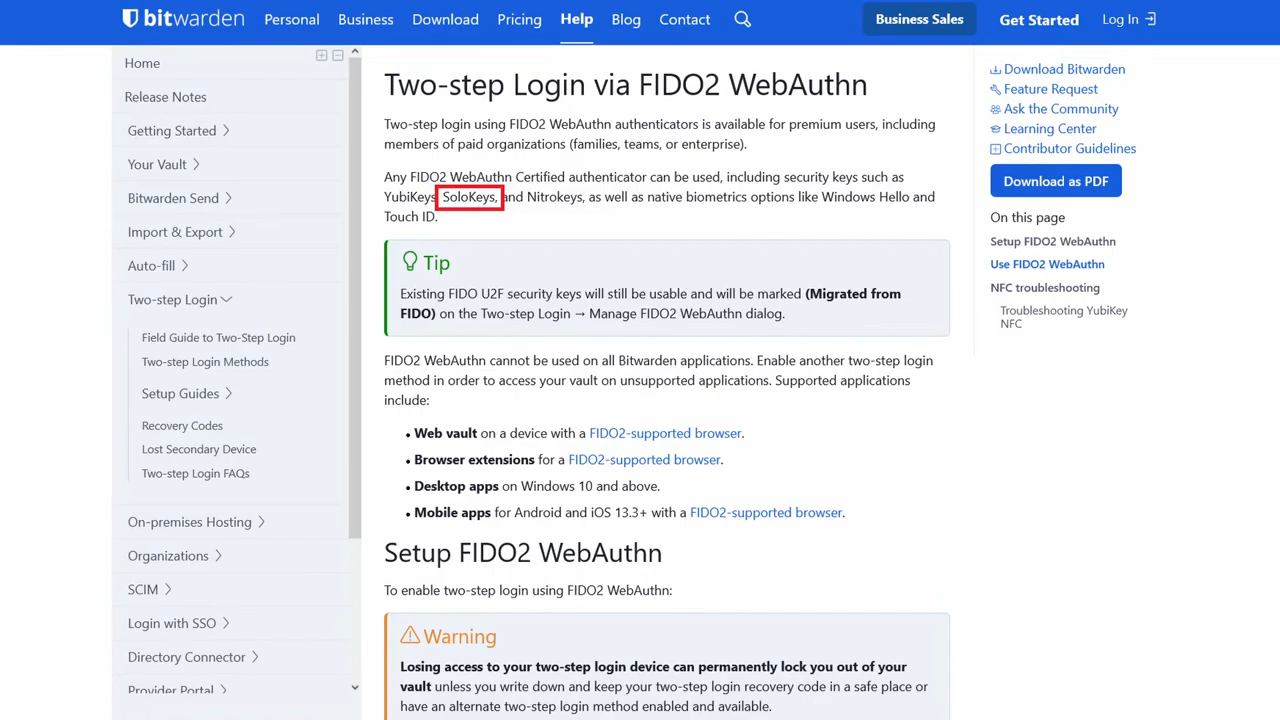 bitwarden
Personal
Business
Download
Pricing
Help
Blog
Contact
Business Sales
Get Started
Log In
Home
Release Notes
Getting Started
Your Vault
Bitwarden Send
Import & Export
Auto-fill
Two-step Login
Field Guide to Two-Step Login
Two-step Login Methods
Setup Guides
Recovery Codes
Lost Secondary Device
Two-step Login FAQs
On-premises Hosting
Organizations
SCIM
Login with SSO
Directory Connector
Provider Portal
Two-step Login via FIDO2 WebAuthn
Two-step login using FIDO2 WebAuthn authenticators is available for premium users, including
members of paid organizations (families, teams, or enterprise).
Any FIDO2 WebAuthn Certified authenticator can be used, including security keys such as
YubiKeys, SoloKeys, and Nitrokeys, as well as native biometrics options like Windows Hello and
Touch ID.
Tip
Existing FIDO U2F security keys will still be usable and will be marked (Migrated from
FIDO) on the Two-step Login → Manage FIDO2 WebAuthn dialog.
FIDO2 WebAuthn cannot be used on all Bitwarden applications. Enable another two-step login
method in order to access your vault on unsupported applications. Supported applications
include:
• Web vault on a device with a FIDO2-supported browser.
• Browser extensions for a FIDO2-supported browser.
• Desktop apps on Windows 10 and above.
• Mobile apps for Android and iOS 13.3+ with a FIDO2-supported browser.
Setup FIDO2 WebAuthn
To enable two-step login using FIDO2 WebAuthn:
Warning
Losing access to your two-step login device can permanently lock you out of your
vault unless you write down and keep your two-step login recovery code in a safe place or
have an alternate two-step login method enabled and available.
Download Bitwarden
Feature Request
Ask the Community
Learning Center
Contributor Guidelines
Download as PDF
On this page
Setup FIDO2 WebAuthn
Use FIDO2 WebAuthn
NFC troubleshooting
Troubleshooting YubiKey
NFC